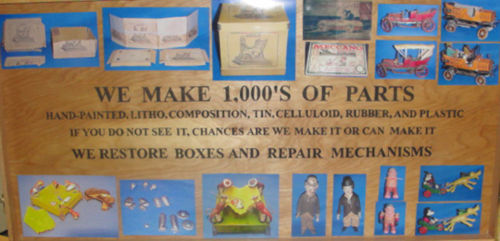 MECCANO
WE MAKE 1,000'S OF PARTS
HAND-PAINTED, LITHO, COMPOSITION, TIN, CELLULOID, RUBBER, AND PLASTIC
IF YOU DO NOT SEE IT, CHANCES ARE WE MAKE IT OR CAN MAKE IT
WE RESTORE BOXES AND REPAIR MECHANISMS